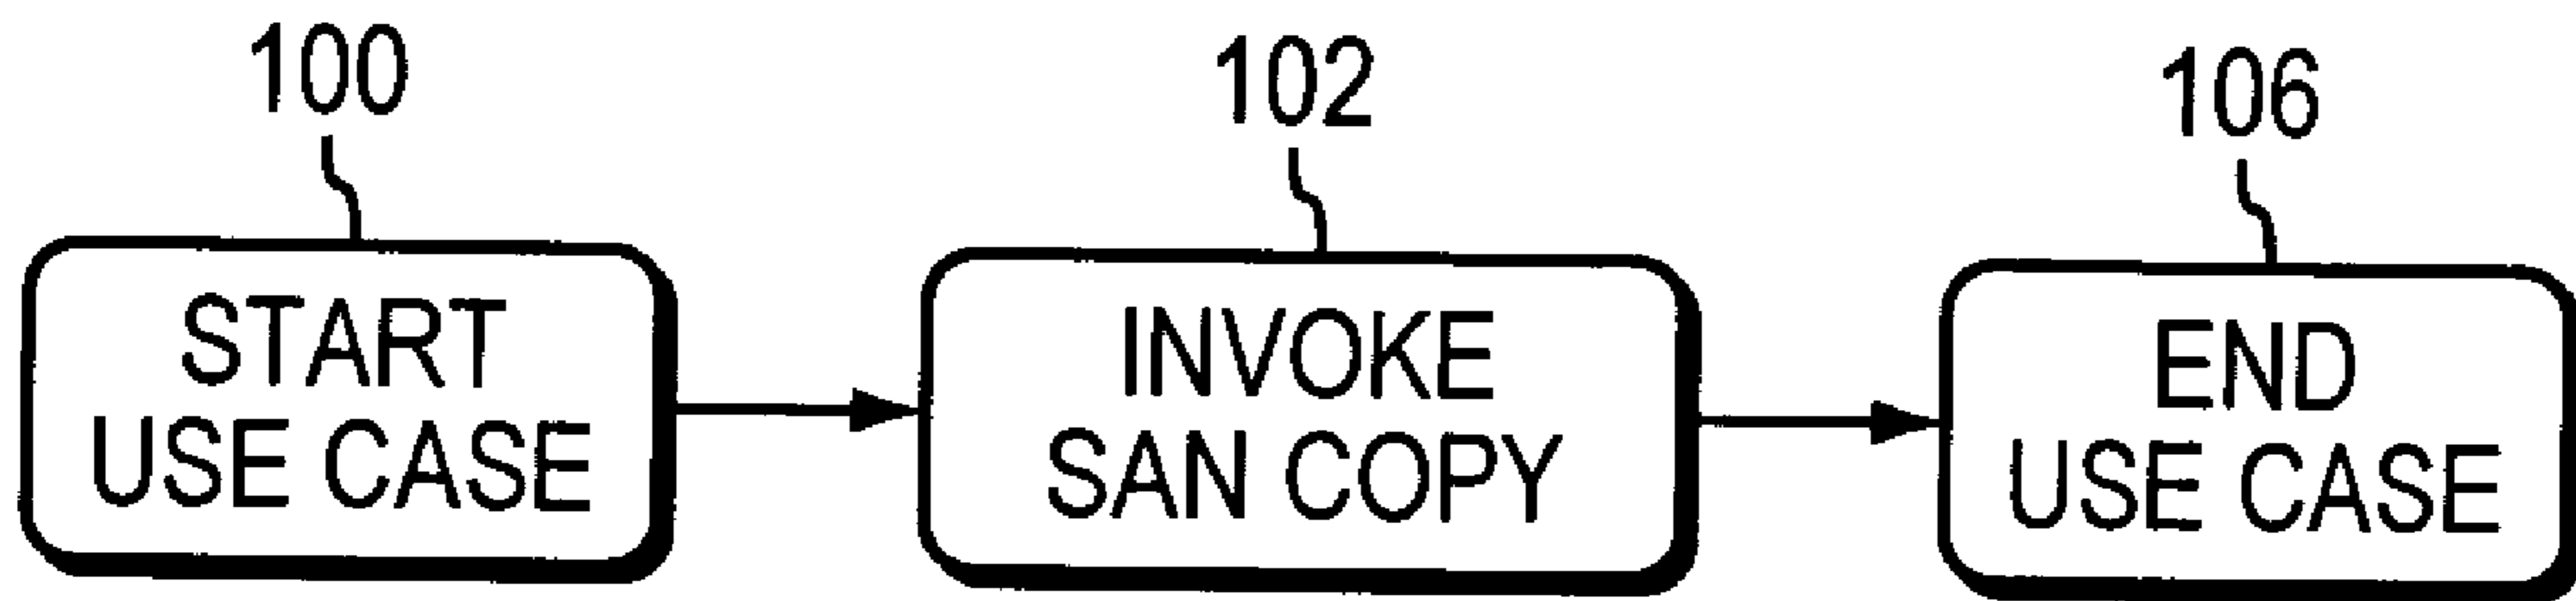 100
102
106
START
USE CASE
INVOKE
SAN COPY
END
USE CASE